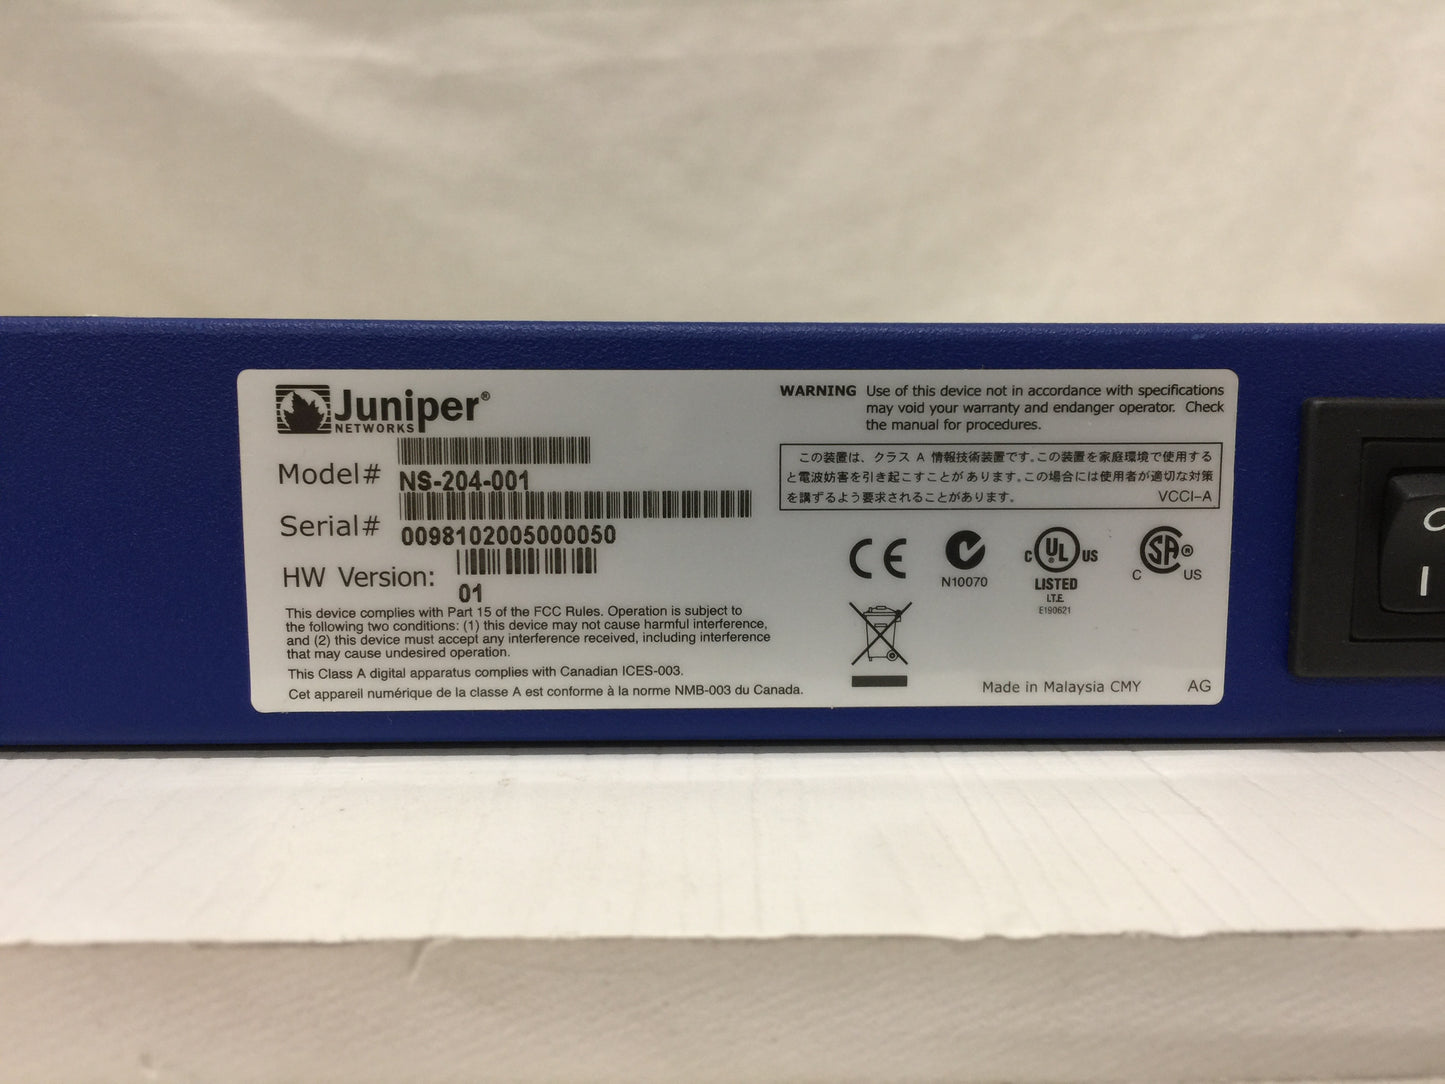 Juniper®
NETWORKS
Model# NS-204-001
Serial# 0098102005000050
HW Version: 01
This device complies with Part 15 of the FCC Rules. Operation is subject to
the following two conditions: (1) this device may not cause harmful interference,
and (2) this device must accept any interference received, including interference
that may cause undesired operation.
This Class A digital apparatus complies with Canadian ICES-003.
Cet appareil numérique de la classe A est conforme à la norme NMB-003 du Canada.
WARNING Use of this device not in accordance with specifications
may void your warranty and endanger operator. Check
the manual for procedures.
この装置は、クラス A 情報技術装置です。この装置を家庭環境で使用する
と電波妨害を引き起こすことがあります。この場合には使用者が適切な対策
を講ずるよう要求されることがあります。 VCCI-A
CE
N10070
C UL US
LISTED
I.T.E.
E190621
SA®
C US
Made in Malaysia CMY AG
O
I